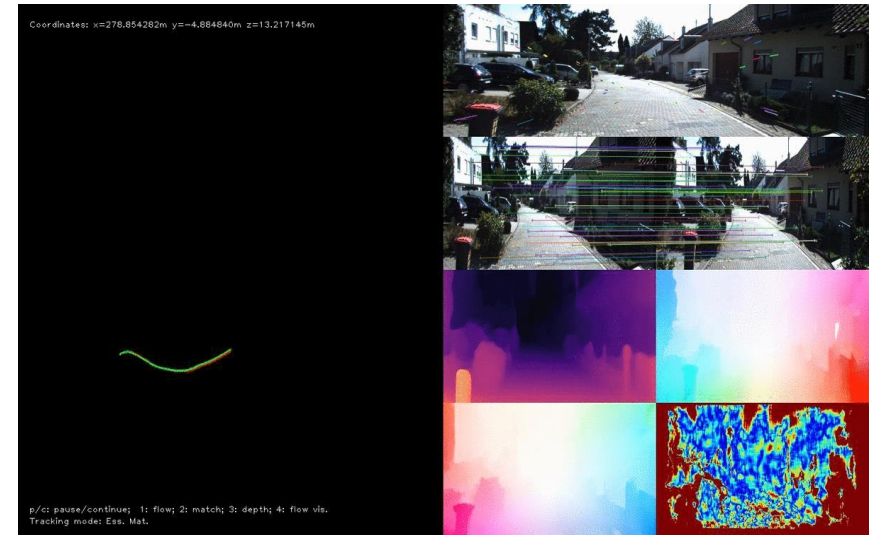 Coordinates: x=278.854282m y=-4.884840m z=13.217145m
p/c: pause/continue; 1: flow; 2: match; 3: depth; 4: flow vis.
Tracking mode: Ess. Mat.